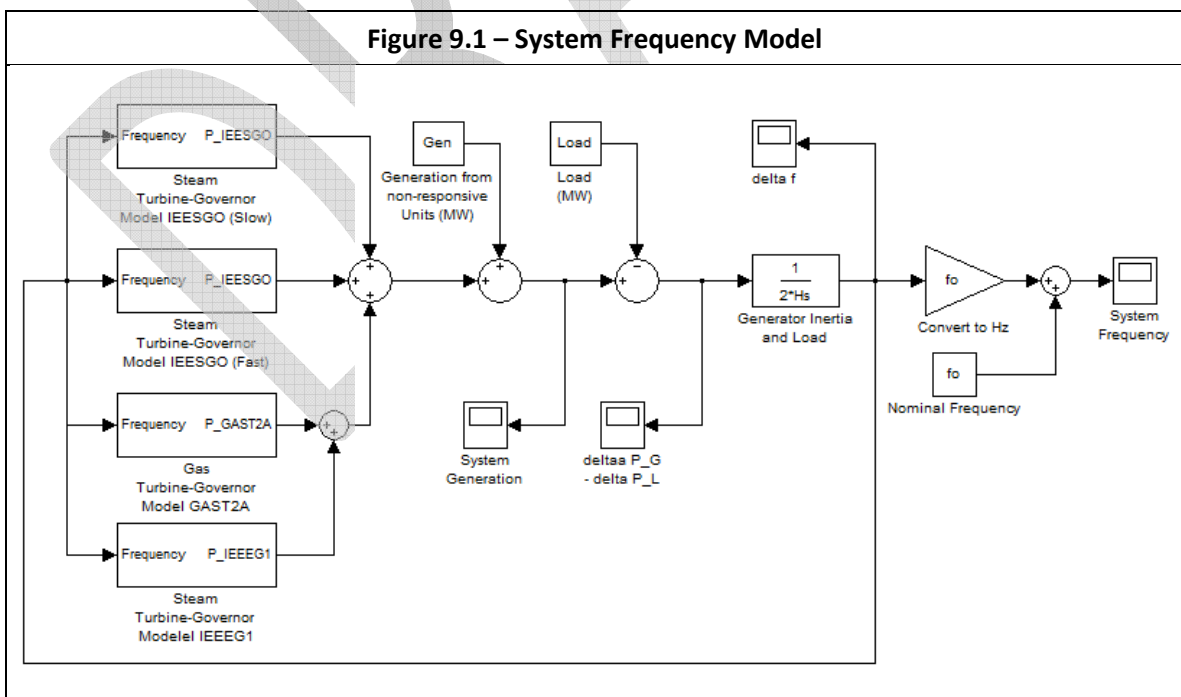 Figure 9.1 – System Frequency Model
Frequency P_IEESGO
Steam
Turbine-Governor
Model IEESGO (Slow)
Gen
Generation from
non-responsive
Units (MW)
Load
Load
(MW)
delta f
Frequency P_IEESGO
Steam
Turbine-Governor
Model IEESGO (Fast)
+
+
+
+
+
-
+
1
2*Hs
Generator Inertia
and Load
fo
Convert to Hz
+
+
System
Frequency
fo
Nominal Frequency
Frequency P_GAST2A
Gas
Turbine-Governor
Model GAST2A
+
+
System
Generation
deltaa P_G
- delta P_L
Frequency P_IEEEG1
Steam
Turbine-Governor
Modelel IEEEG1